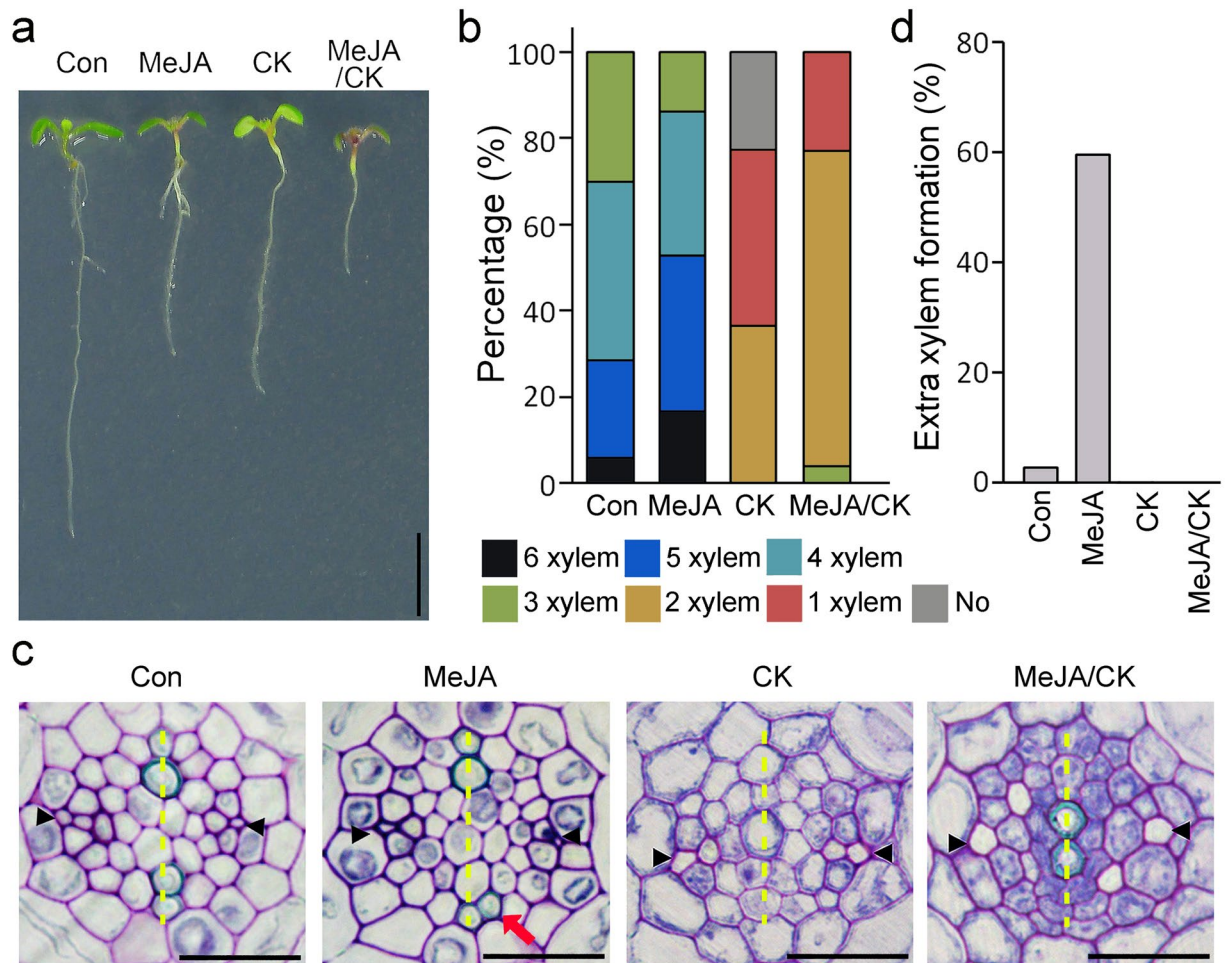 a
Con MeJA CK MeJA
/CK
b
Percentage (%)
100
80
60
40
20
0
Con MeJA CK MeJA/CK
6 xylem 5 xylem 4 xylem
3 xylem 2 xylem 1 xylem No
d
Extra xylem formation (%)
80
60
40
20
0
Con
MeJA
CK
MeJA/CK
c
Con MeJA CK MeJA/CK